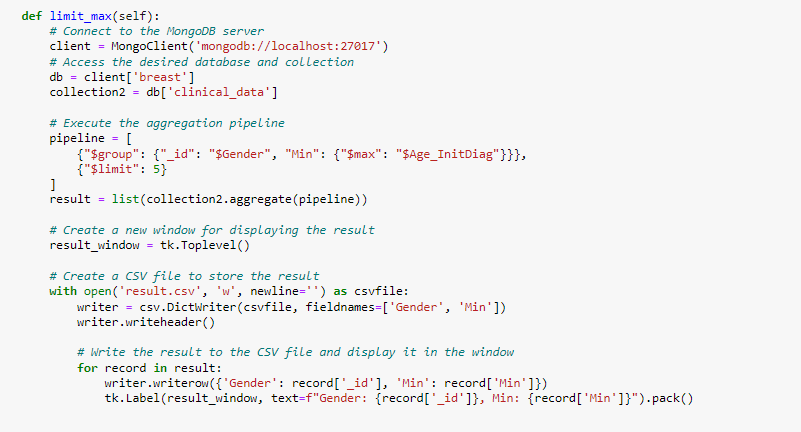 def limit_max(self):
    # Connect to the MongoDB server
    client = MongoClient('mongodb://localhost:27017')
    # Access the desired database and collection
    db = client['breast']
    collection2 = db['clinical_data']

    # Execute the aggregation pipeline
    pipeline = [
        {"$group": {"_id": "$Gender", "Min": {"$max": "$Age_InitDiag"}}},
        {"$limit": 5}
    ]
    result = list(collection2.aggregate(pipeline))

    # Create a new window for displaying the result
    result_window = tk.Toplevel()

    # Create a CSV file to store the result
    with open('result.csv', 'w', newline='') as csvfile:
        writer = csv.DictWriter(csvfile, fieldnames=['Gender', 'Min'])
        writer.writeheader()

        # Write the result to the CSV file and display it in the window
        for record in result:
            writer.writerow({'Gender': record['_id'], 'Min': record['Min']})
            tk.Label(result_window, text=f"Gender: {record['_id']}, Min: {record['Min']}").pack()